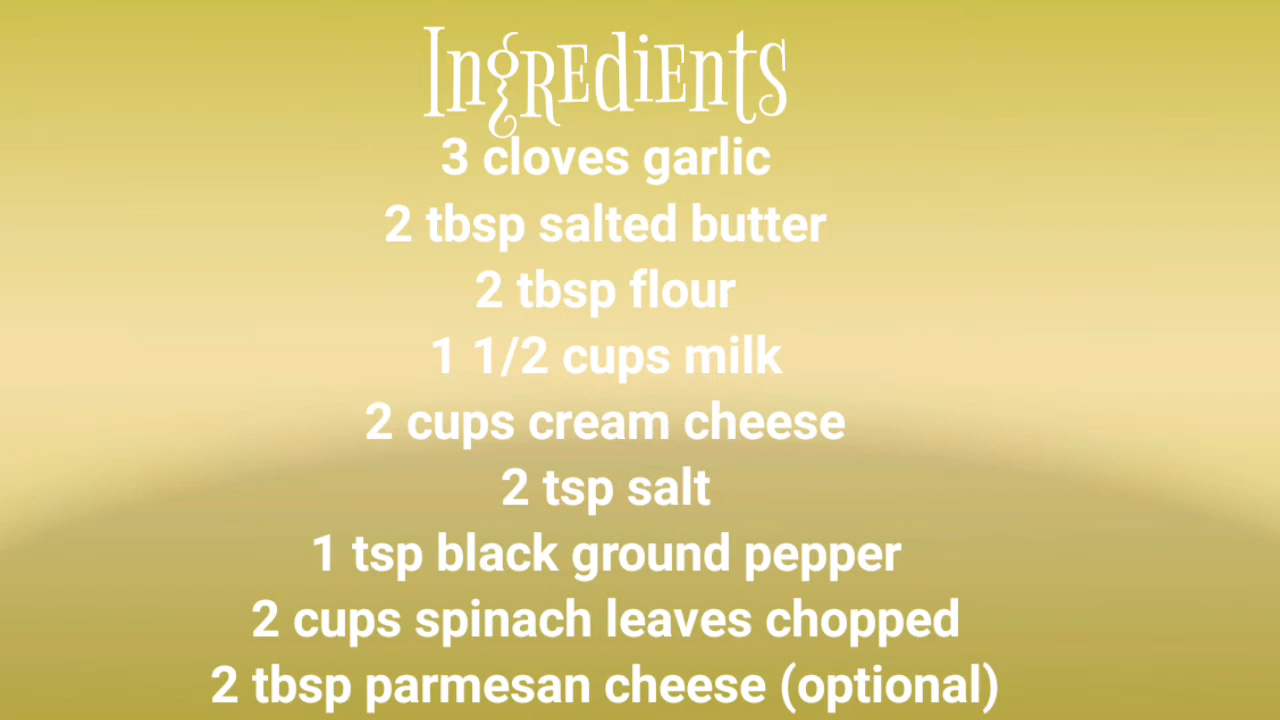 Ingredients
3 cloves garlic
2 tbsp salted butter
2 tbsp flour
1 1/2 cups milk
2 cups cream cheese
2 tsp salt
1 tsp black ground pepper
2 cups spinach leaves chopped
2 tbsp parmesan cheese (optional)